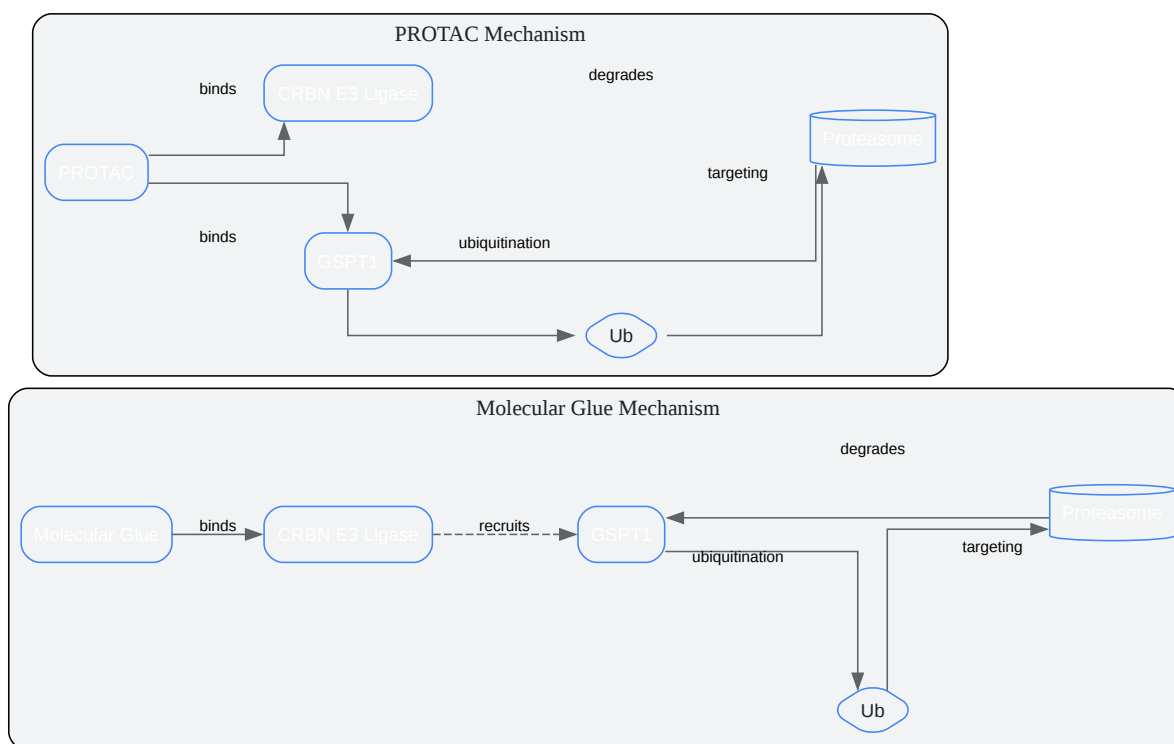 PROTAC Mechanism
degrades
binds
CRBN E3 Ligase
Proteasome
PROTAC
targeting
binds
ubiquitination
GSPT1
Ub
Molecular Glue Mechanism
degrades
Proteasome
Molecular Glue
binds
CRBN E3 Ligase
recruits
GSPT1
targeting
ubiquitination
Ub